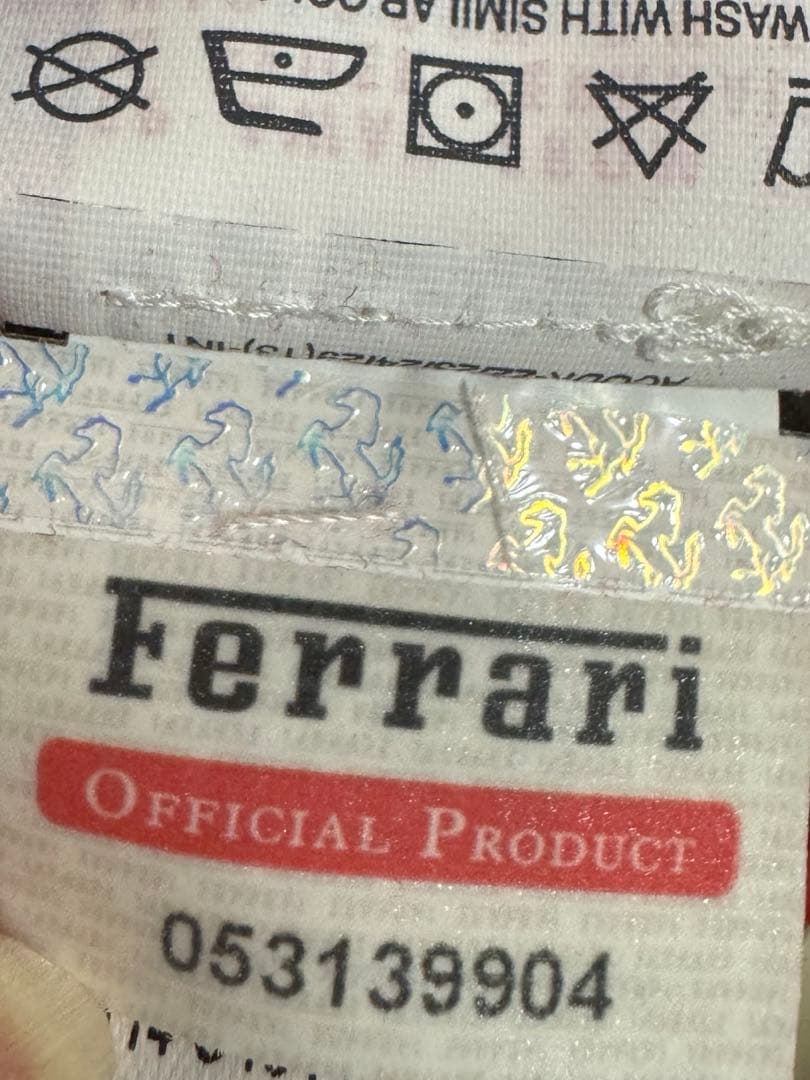 WASH WITH SIMILAR
Ferrari
OFFICIAL PRODUCT
053139904